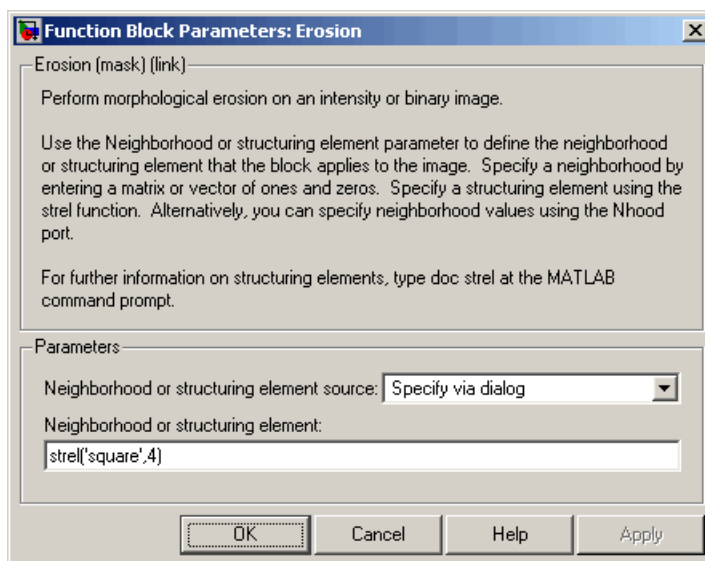 Function Block Parameters: Erosion
Erosion (mask) (link)
Perform morphological erosion on an intensity or binary image.
Use the Neighborhood or structuring element parameter to define the neighborhood
or structuring element that the block applies to the image.  Specify a neighborhood by
entering a matrix or vector of ones and zeros.  Specify a structuring element using the
strel function.  Alternatively, you can specify neighborhood values using the Nhood
port.
For further information on structuring elements, type doc strel at the MATLAB
command prompt.
Parameters
Neighborhood or structuring element source: Specify via dialog
Neighborhood or structuring element:
strel('square',4)
OK Cancel Help Apply